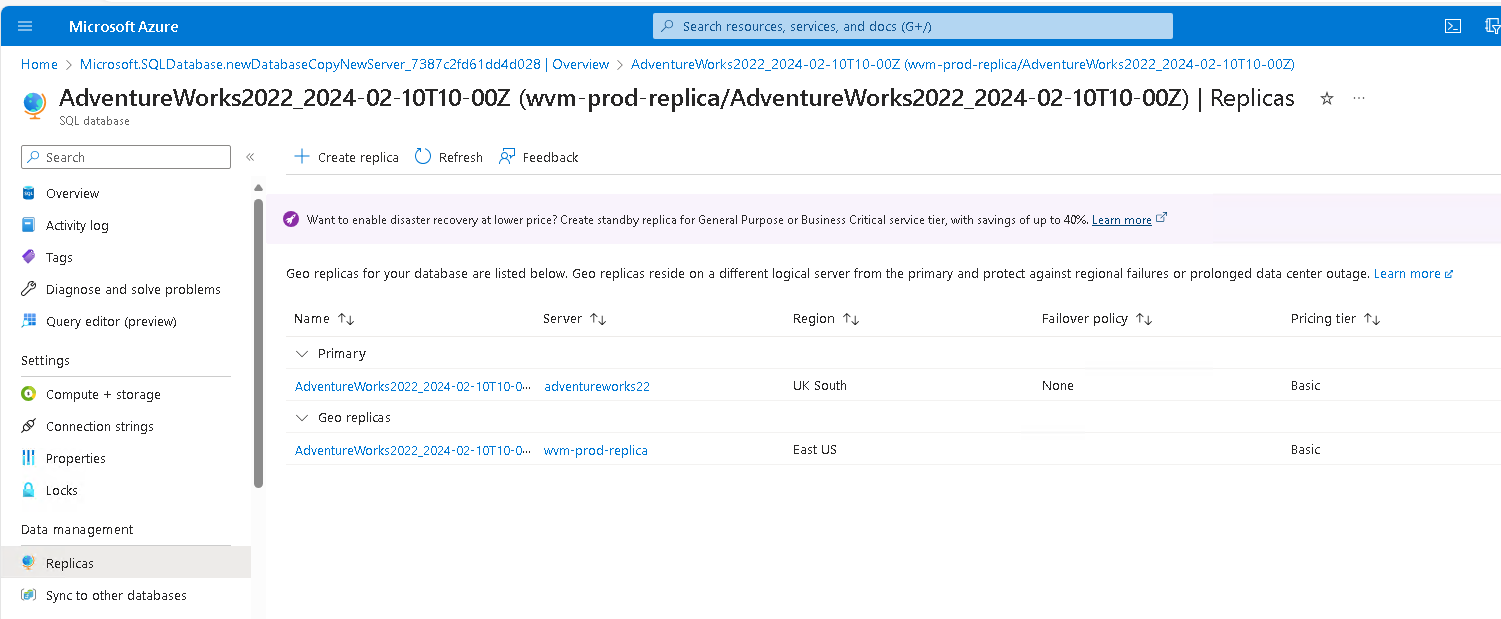 Microsoft Azure
Search resources, services, and docs (G+/)
Home > Microsoft.SQLDatabase.newDatabaseCopyNewServer_7387c2fd61dd4d028 | Overview > AdventureWorks2022_2024-02-10T10-00Z (wvm-prod-replica/AdventureWorks2022_2024-02-10T10-00Z)
AdventureWorks2022_2024-02-10T10-00Z (wvm-prod-replica/AdventureWorks2022_2024-02-10T10-00Z) | Replicas ☆ ...
SQL database
Search «
Overview
Activity log
Tags
Diagnose and solve problems
Query editor (preview)
Settings
Compute + storage
Connection strings
Properties
Locks
Data management
Replicas
Sync to other databases
Create replica Refresh Feedback
Want to enable disaster recovery at lower price? Create standby replica for General Purpose or Business Critical service tier, with savings of up to 40%. Learn more
Geo replicas for your database are listed below. Geo replicas reside on a different logical server from the primary and protect against regional failures or prolonged data center outage. Learn more
Name ↑↓ Server ↑↓ Region ↑↓ Failover policy ↑↓ Pricing tier ↑↓
Primary
AdventureWorks2022_2024-02-10T10-0... adventureworks22 UK South None Basic
Geo replicas
AdventureWorks2022_2024-02-10T10-0... wvm-prod-replica East US Basic